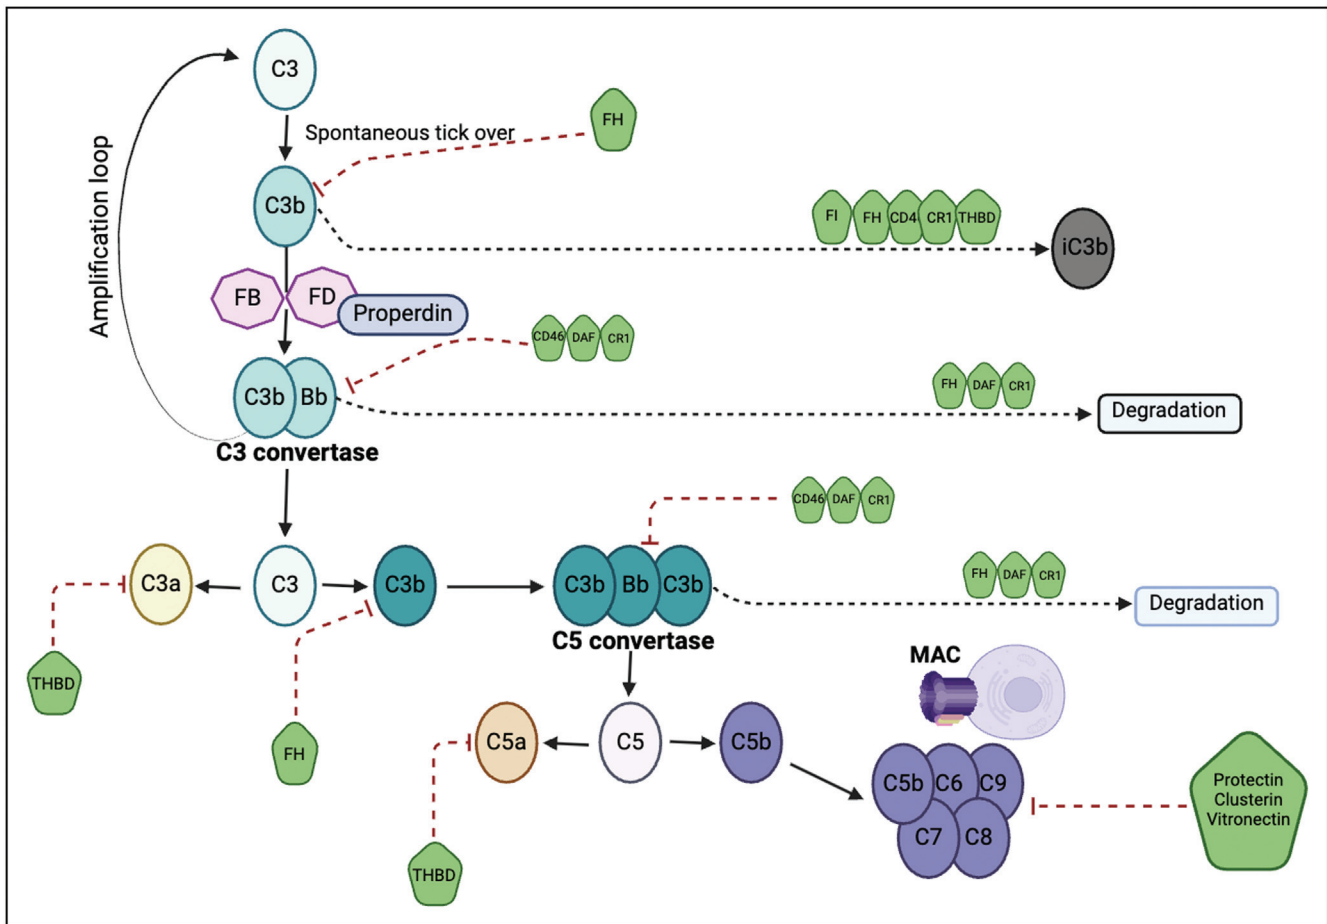 C3
Spontaneous tick over
FH
Amplification loop
C3b
FI
FH
CD4
CR1
THBD
iC3b
FB
FD
Properdin
CD46
DAF
CR1
C3b
Bb
C3 convertase
FH
DAF
CR1
Degradation
CD46
DAF
CR1
C3a
C3
C3b
C3b
Bb
C3b
C5 convertase
FH
DAF
CR1
Degradation
THBD
FH
MAC
C5a
C5
C5b
THBD
C5b
C6
C9
C7
C8
Protectin
Clusterin
Vitronectin